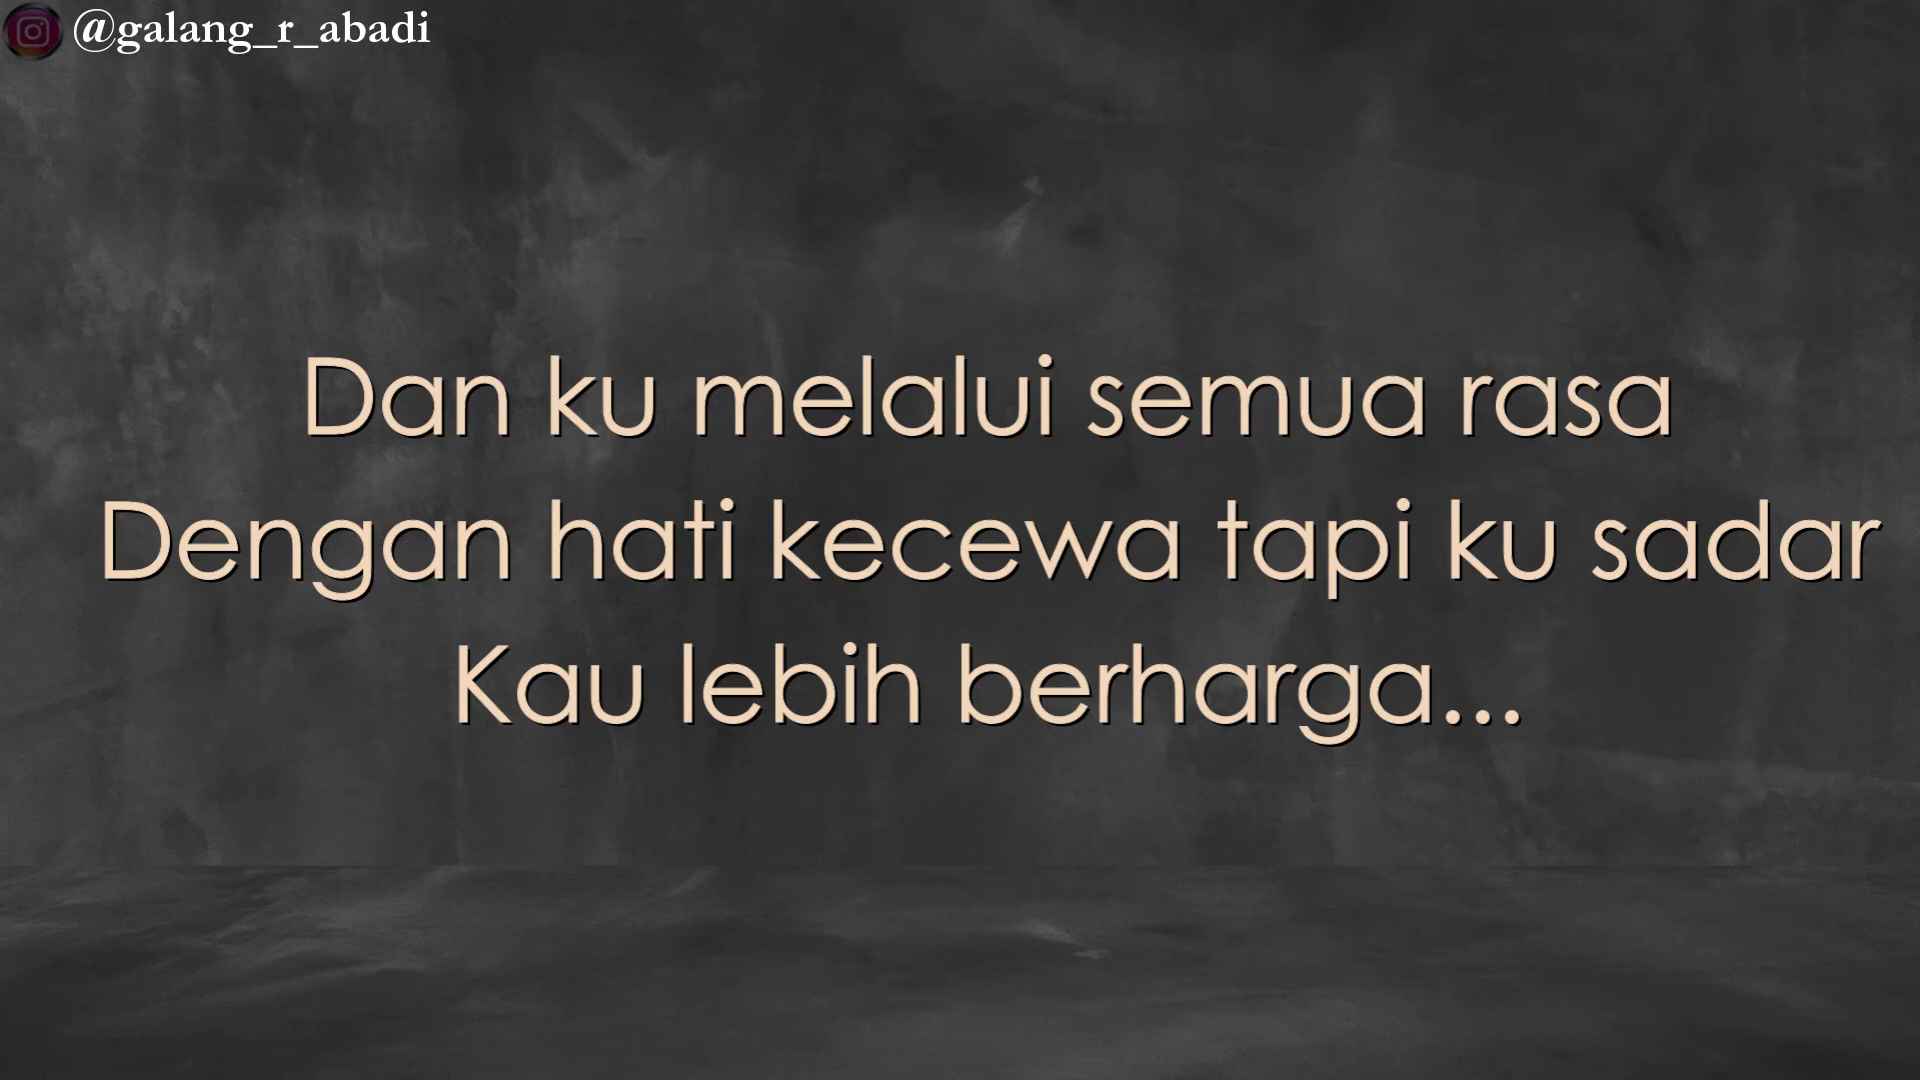 @galang_r_abadi
Dan ku melalui semua rasa
Dengan hati kecewa tapi ku sadar
Kau lebih berharga...